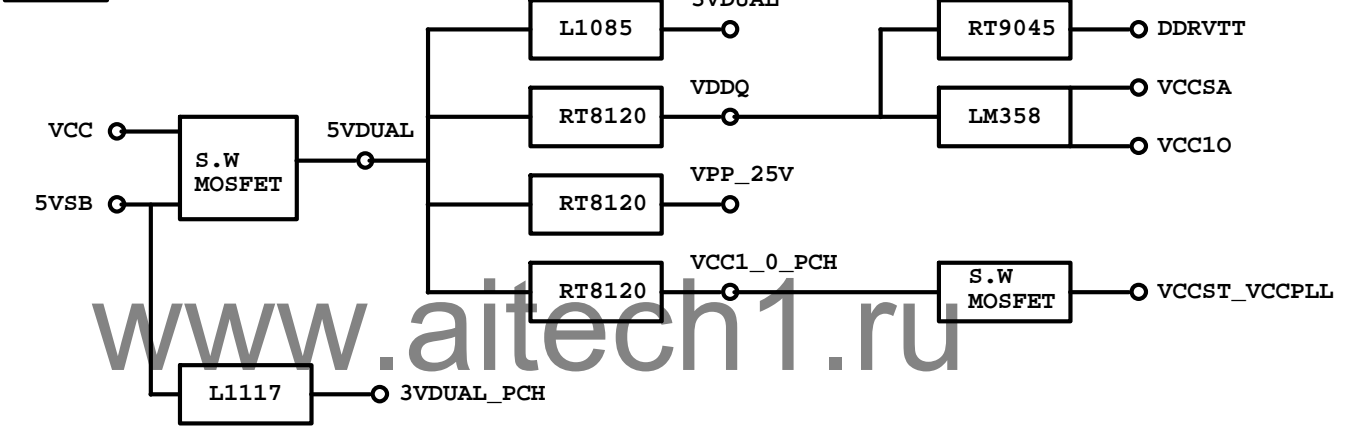 3VDUAL
L1085
RT9045
DDRVTT
VDDQ
VCCSA
RT8120
LM358
VCC
5VDUAL
VCC1O
S.W
MOSFET
VPP_25V
5VSB
RT8120
VCC1_0_PCH
S.W
MOSFET
RT8120
VCCST_VCCPLL
www.aitech1.ru
L1117
3VDUAL_PCH